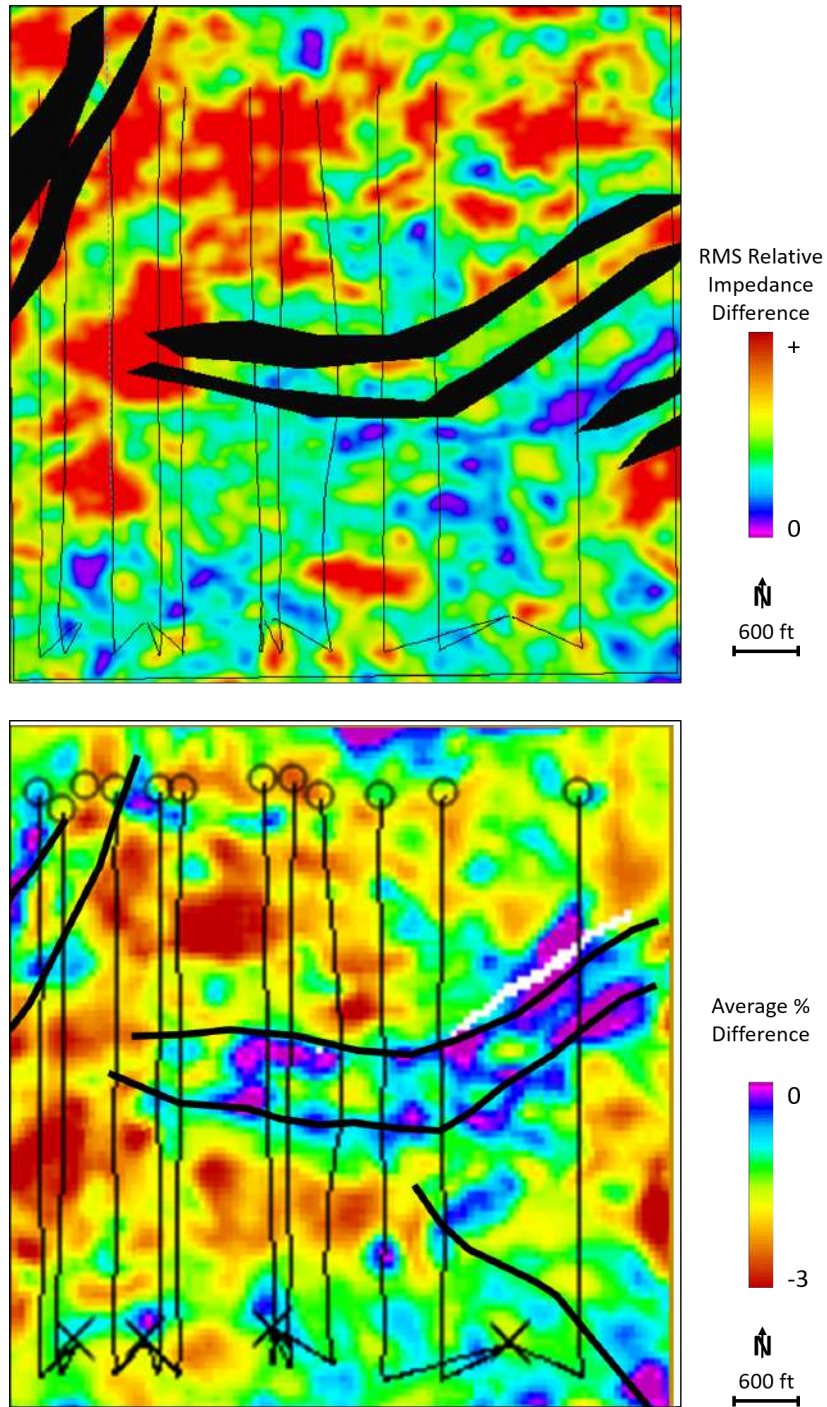 RMS Relative
Impedance
Difference
+
0
N
600 ft
Average %
Difference
0
-3
N
600 ft